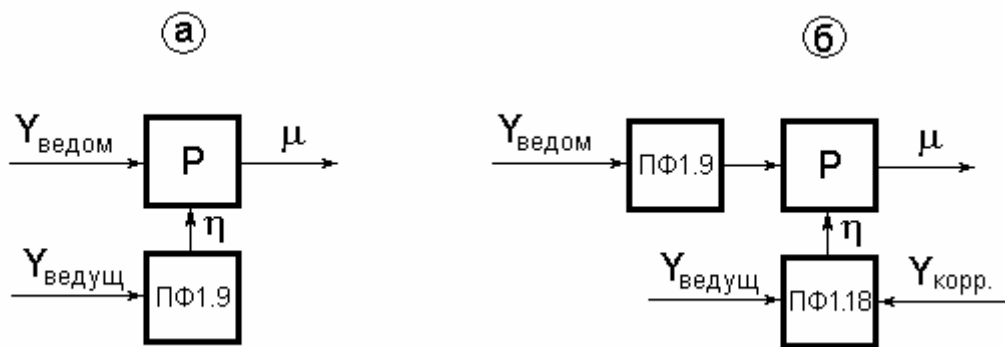 а
б
Yведом
P
μ
η
Yведущ
ПФ1.9
Yведом
ПФ1.9
P
μ
η
Yведущ
ПФ1.18
Yкорр.